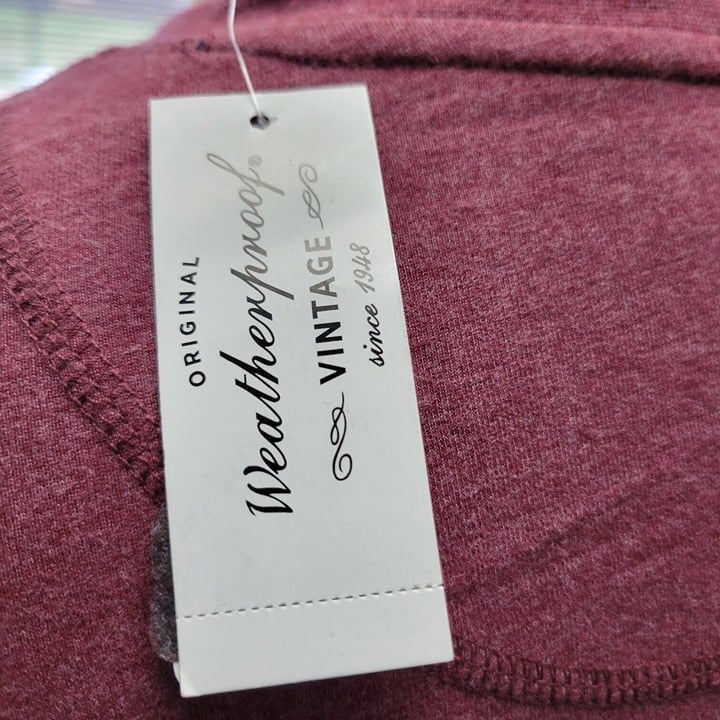 ORIGINAL
Weatherproof®
VINTAGE
since 1948